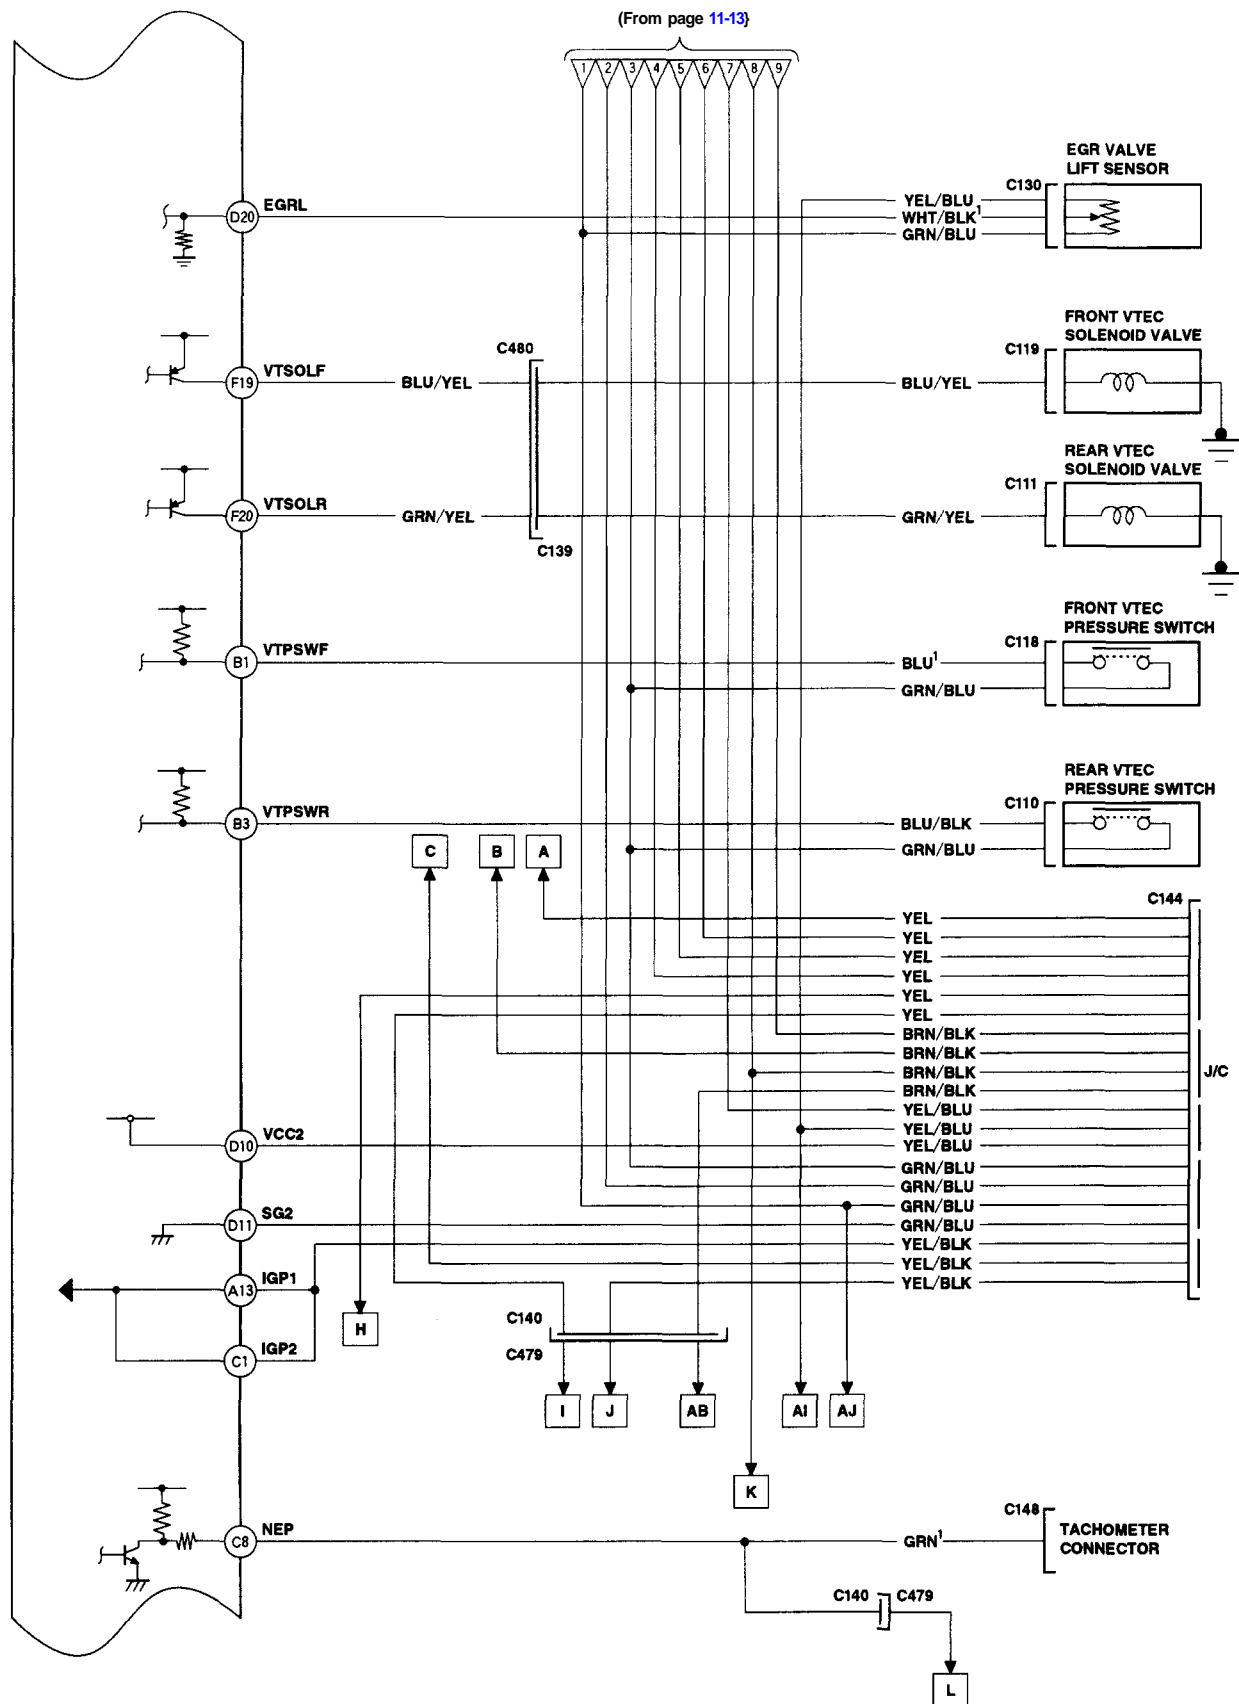 (From page 11-13}
1 2 3 4 5 6 7 8 9
EGR VALVE
LIFT SENSOR
C130
YEL/BLU
D20 EGRL
WHT/BLK1
GRN/BLU
FRONT VTEC
SOLENOID VALVE
C480
C119
F19 VTSOLF
BLU/YEL
BLU/YEL
REAR VTEC
SOLENOID VALVE
C111
F20 VTSOLR
GRN/YEL
GRN/YEL
C139
FRONT VTEC
PRESSURE SWITCH
C118
B1 VTPSWF
BLU1
GRN/BLU
REAR VTEC
PRESSURE SWITCH
C110
B3 VTPSWR
BLU/BLK
C B A
GRN/BLU
C144
YEL
YEL
YEL
YEL
YEL
YEL
BRN/BLK
BRN/BLK
BRN/BLK
J/C
BRN/BLK
YEL/BLU
YEL/BLU
D10 VCC2
YEL/BLU
GRN/BLU
GRN/BLU
GRN/BLU
D11 SG2
GRN/BLU
YEL/BLK
YEL/BLK
A13 IGP1
YEL/BLK
H
C140
C479
C1 IGP2
I J AB AI AJ
K
C148
C8 NEP
GRN1
TACHOMETER
CONNECTOR
C140 C479
L